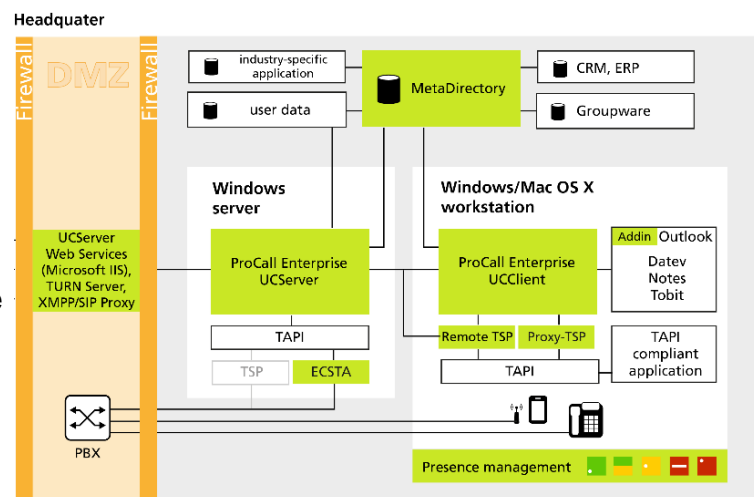 Headquater
Firewall
DMZ
Firewall
industry-specific
application
user data
MetaDirectory
CRM, ERP
Groupware
Windows
server
Windows/Mac OS X
workstation
UCServer
Web Services
(Microsoft IIS),
TURN Server,
XMPP/SIP Proxy
ProCall Enterprise
UCServer
ProCall Enterprise
UCClient
Addin Outlook
Datev
Notes
Tobit
TAPI
Remote TSP
Proxy-TSP
TSP
ECSTA
TAPI
TAPI
compliant
application
PBX
Presence management